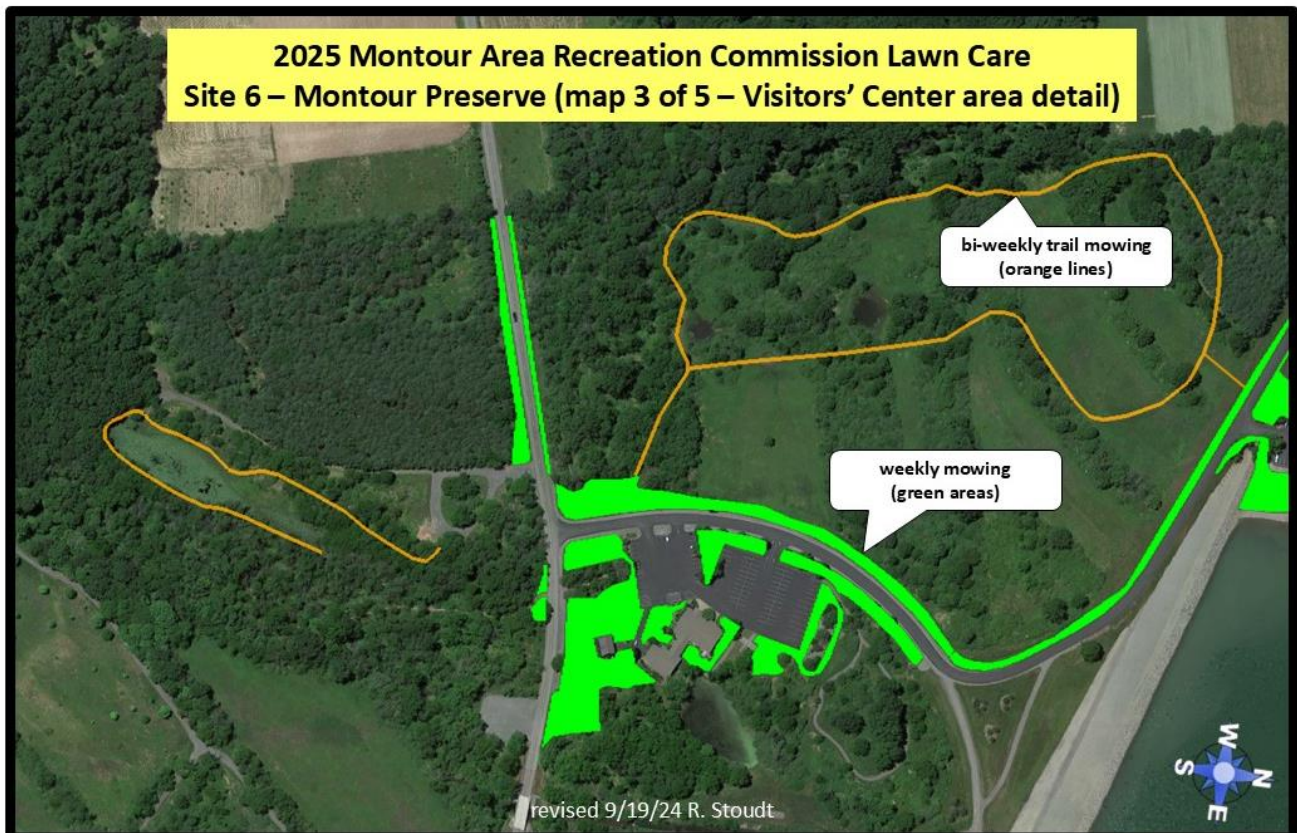 2025 Montour Area Recreation Commission Lawn Care
Site 6 – Montour Preserve (map 3 of 5 – Visitors’ Center area detail)
bi-weekly trail mowing
(orange lines)
weekly mowing
(green areas)
W
S
N
E
revised 9/19/24 R. Stoudt